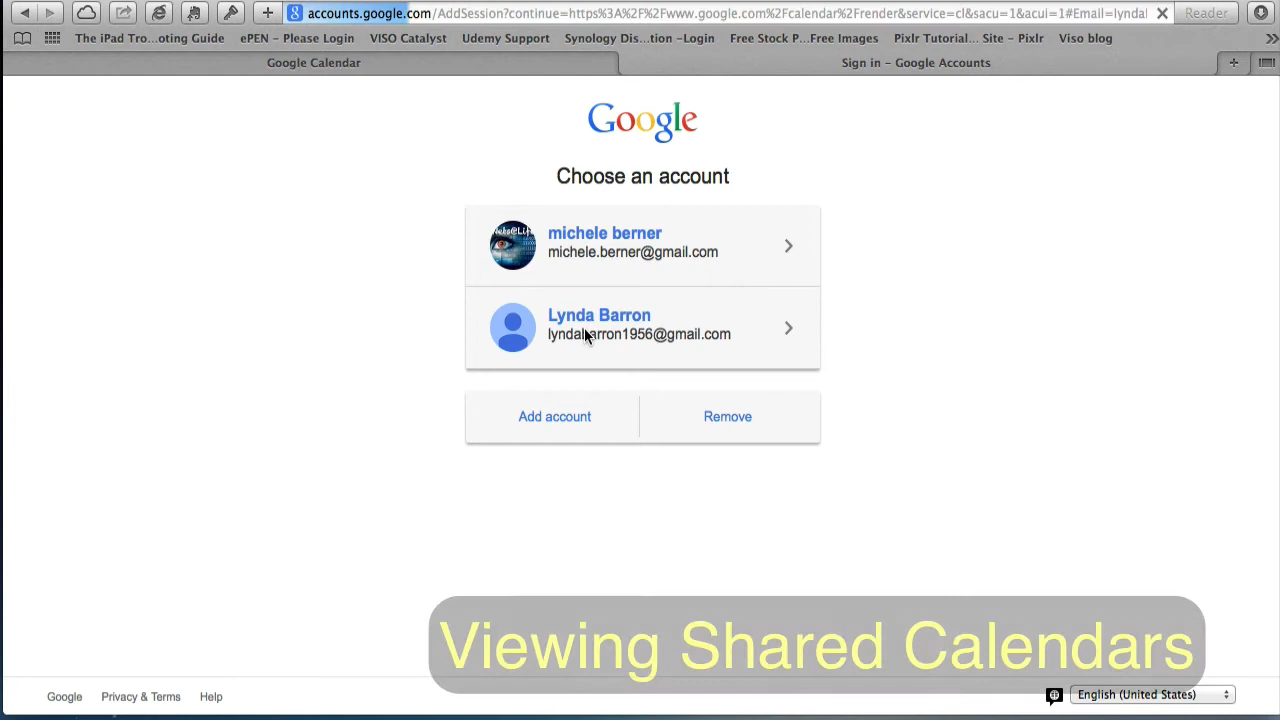 accounts.google.com/AddSession?continue=https%3A%2F%2Fwww.google.com%2Fcalendar%2Frender&service=cl&sacu=1&acui=1#Email=lyndal
Reader
The iPad Tro...oting Guide
ePEN – Please Login
VISO Catalyst
Udemy Support
Synology Dis...tion –Login
Free Stock P...Free Images
Pixlr Tutorial... Site – Pixlr
Viso blog
Google Calendar
Sign in – Google Accounts
Google
Choose an account
michele berner
michele.berner@gmail.com
Lynda Barron
lyndabarron1956@gmail.com
Add account
Remove
Viewing Shared Calendars
Google
Privacy & Terms
Help
English (United States)